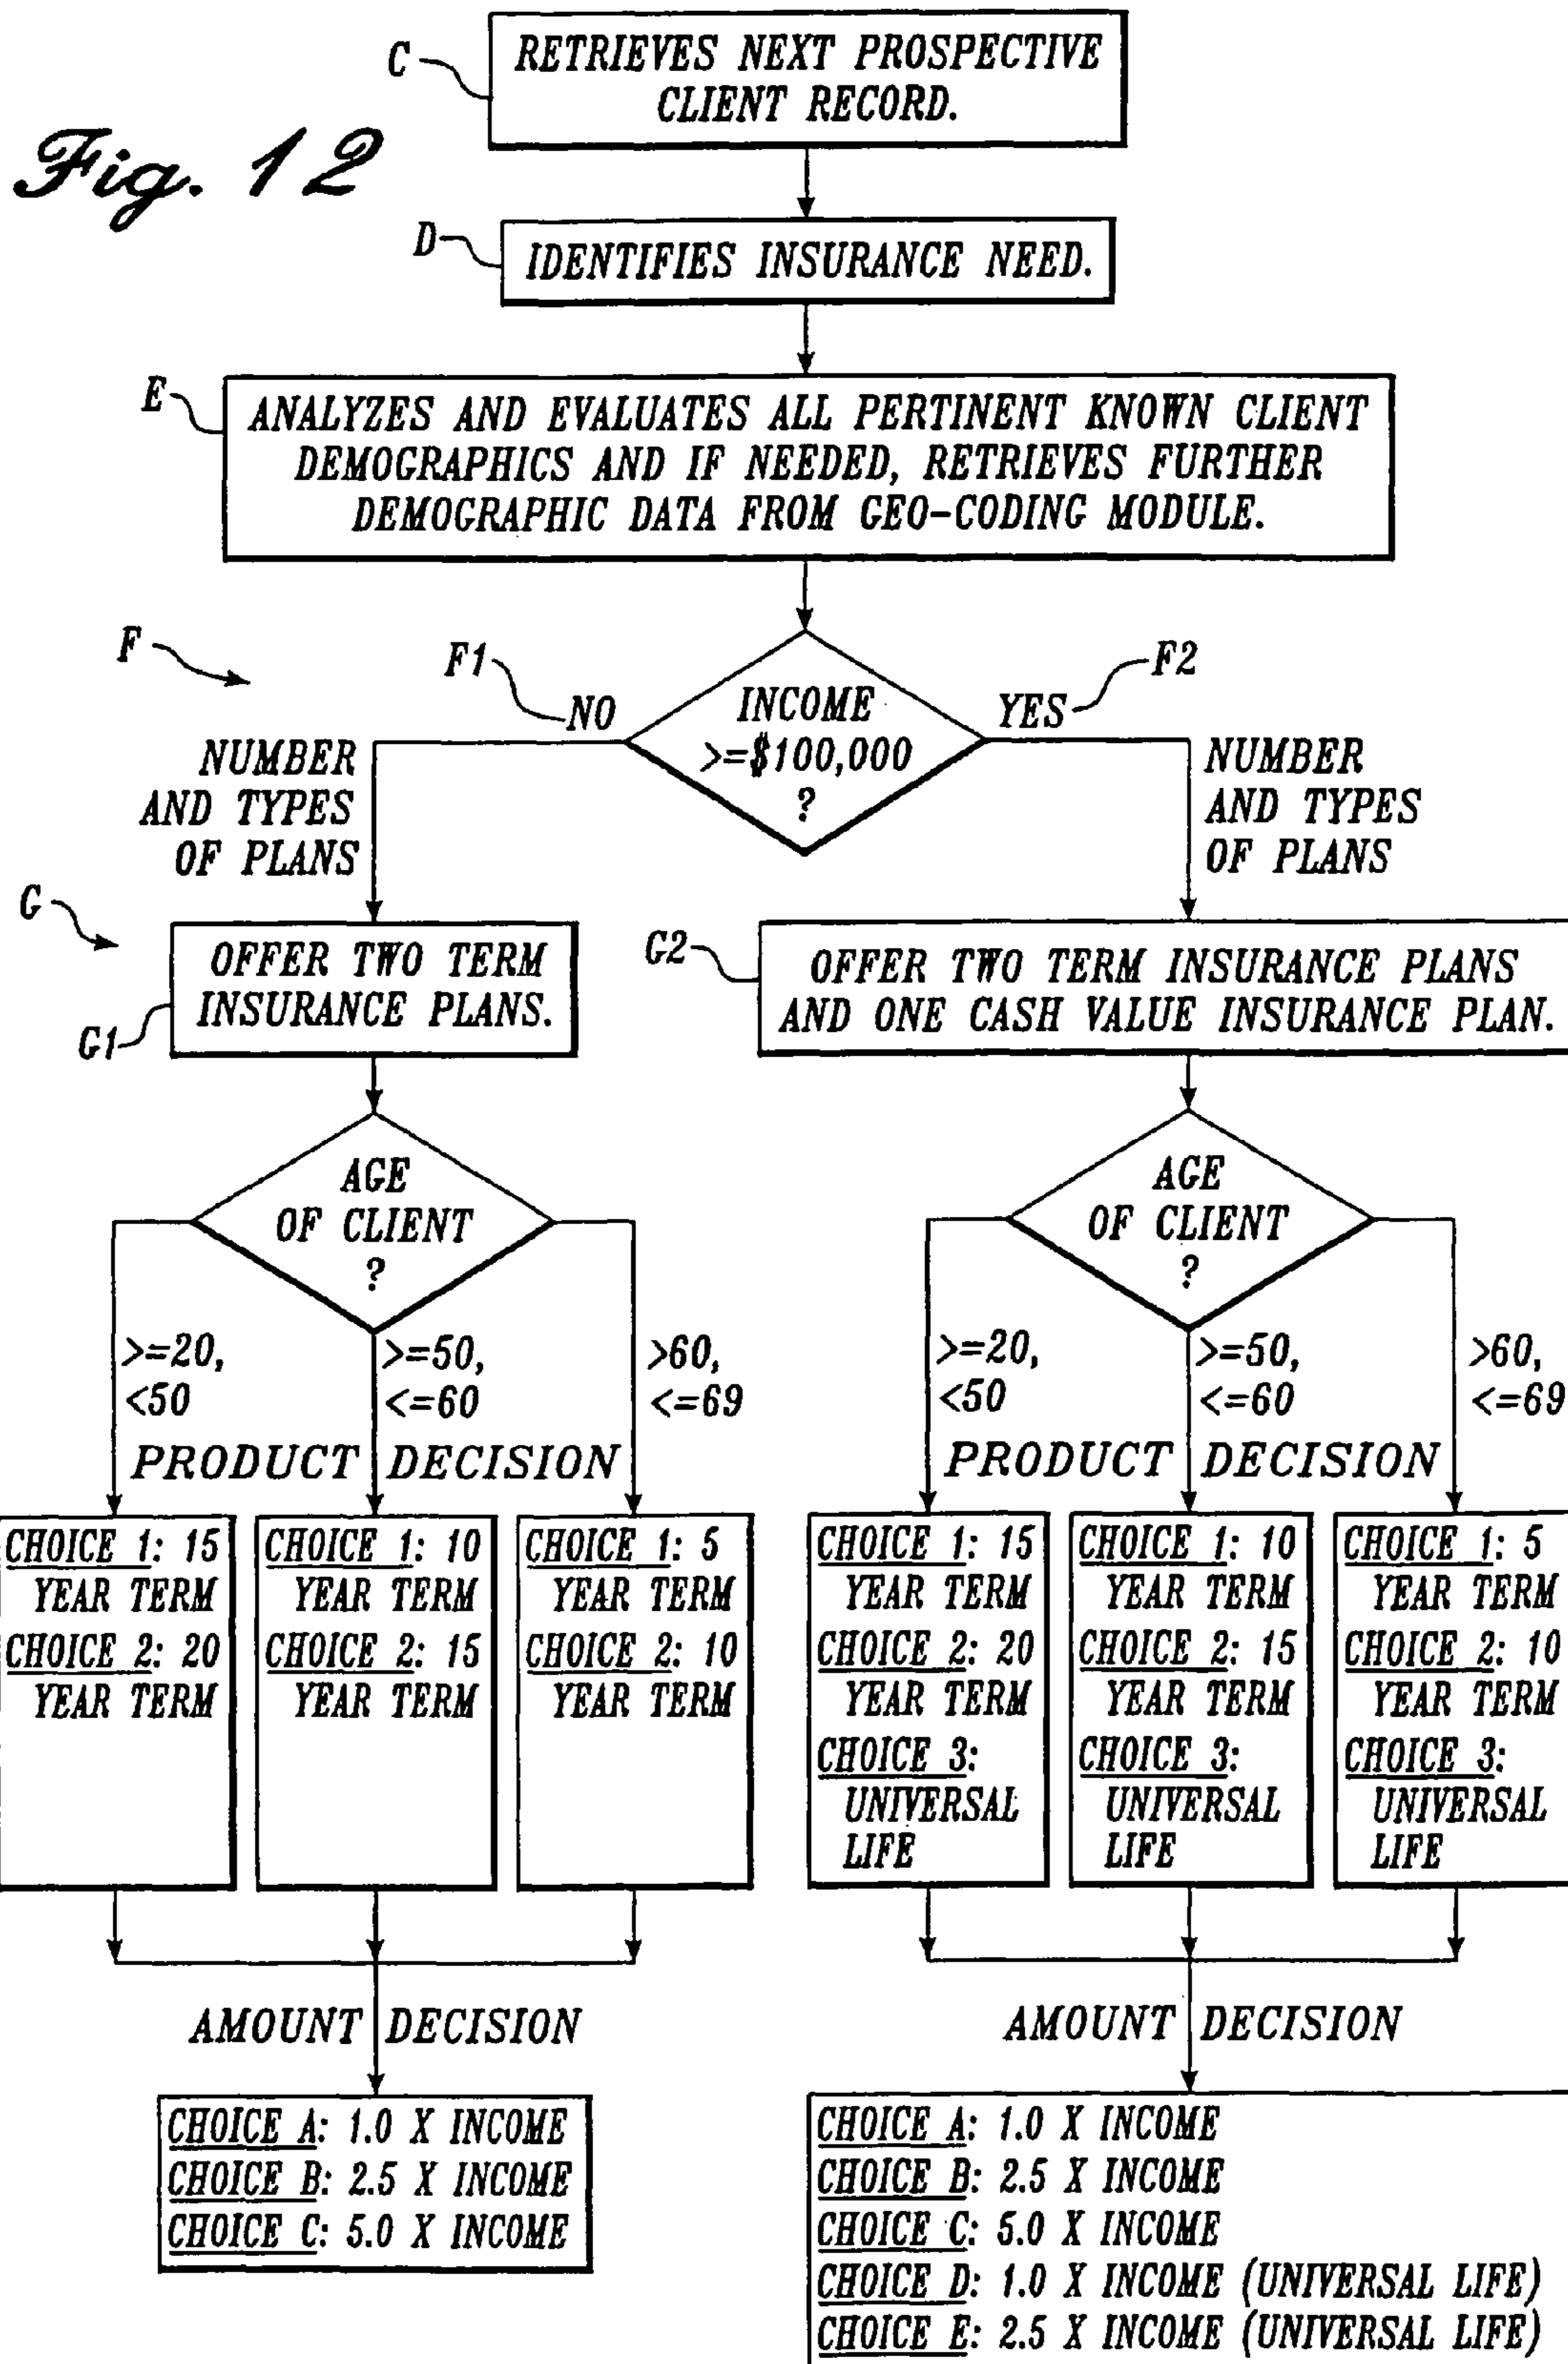 Fig. 12
C
RETRIEVES NEXT PROSPECTIVE
CLIENT RECORD.
D
IDENTIFIES INSURANCE NEED.
E
ANALYZES AND EVALUATES ALL PERTINENT KNOWN CLIENT
DEMOGRAPHICS AND IF NEEDED, RETRIEVES FURTHER
DEMOGRAPHIC DATA FROM GEO-CODING MODULE.
F
F1
NO
INCOME
>=$100,000
?
YES
F2
NUMBER
AND TYPES
OF PLANS
NUMBER
AND TYPES
OF PLANS
G
OFFER TWO TERM
INSURANCE PLANS.
G1
G2
OFFER TWO TERM INSURANCE PLANS
AND ONE CASH VALUE INSURANCE PLAN.
AGE
OF CLIENT
?
>=20,
<50
>=50,
<=60
>60,
<=69
PRODUCT DECISION
CHOICE 1: 15
YEAR TERM
CHOICE 2: 20
YEAR TERM
CHOICE 1: 10
YEAR TERM
CHOICE 2: 15
YEAR TERM
CHOICE 1: 5
YEAR TERM
CHOICE 2: 10
YEAR TERM
AMOUNT DECISION
CHOICE A: 1.0 X INCOME
CHOICE B: 2.5 X INCOME
CHOICE C: 5.0 X INCOME
AGE
OF CLIENT
?
>=20,
<50
>=50,
<=60
>60,
<=69
PRODUCT DECISION
CHOICE 1: 15
YEAR TERM
CHOICE 2: 20
YEAR TERM
CHOICE 3:
UNIVERSAL
LIFE
CHOICE 1: 10
YEAR TERM
CHOICE 2: 15
YEAR TERM
CHOICE 3:
UNIVERSAL
LIFE
CHOICE 1: 5
YEAR TERM
CHOICE 2: 10
YEAR TERM
CHOICE 3:
UNIVERSAL
LIFE
AMOUNT DECISION
CHOICE A: 1.0 X INCOME
CHOICE B: 2.5 X INCOME
CHOICE C: 5.0 X INCOME
CHOICE D: 1.0 X INCOME (UNIVERSAL LIFE)
CHOICE E: 2.5 X INCOME (UNIVERSAL LIFE)